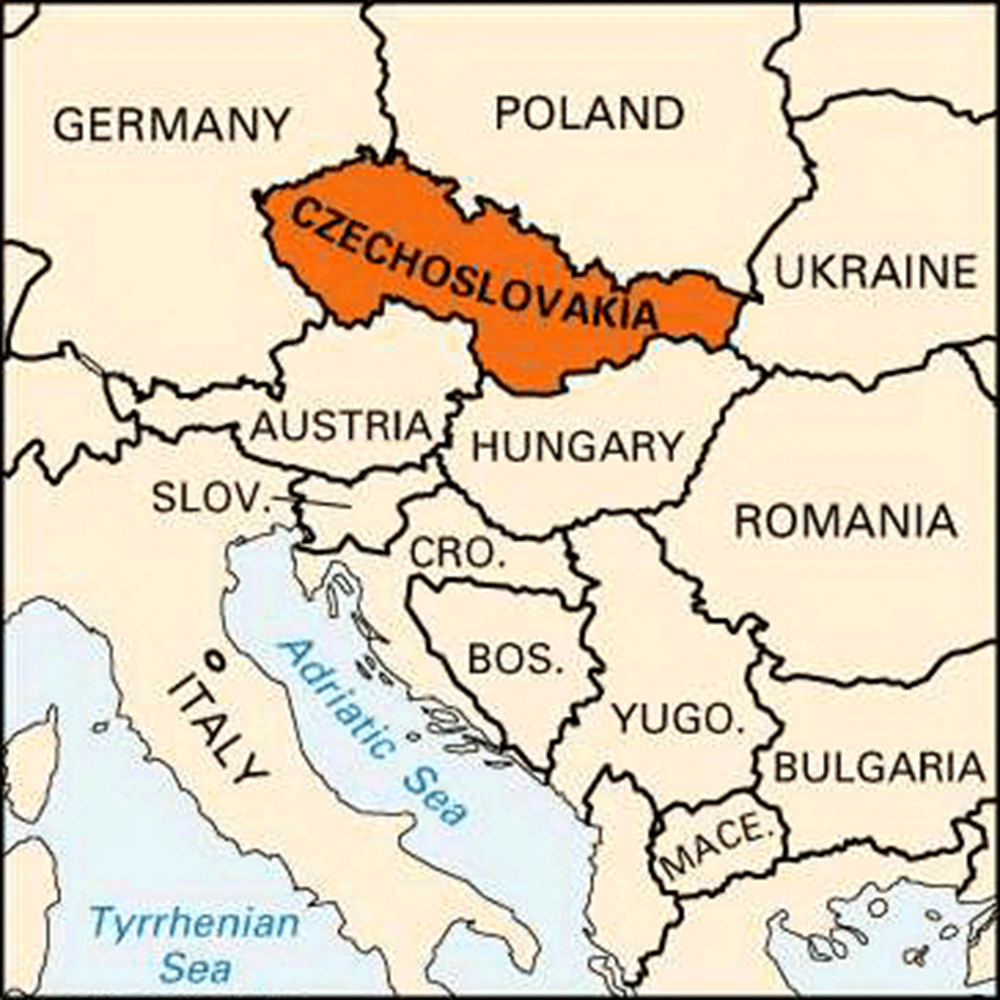 GERMANY
POLAND
CZECHOSLOVAKIA
UKRAINE
AUSTRIA
HUNGARY
SLOV.
ROMANIA
CRO.
BOS.
Adriatic Sea
ITALY
YUGO.
BULGARIA
MACE.
Tyrrhenian
Sea